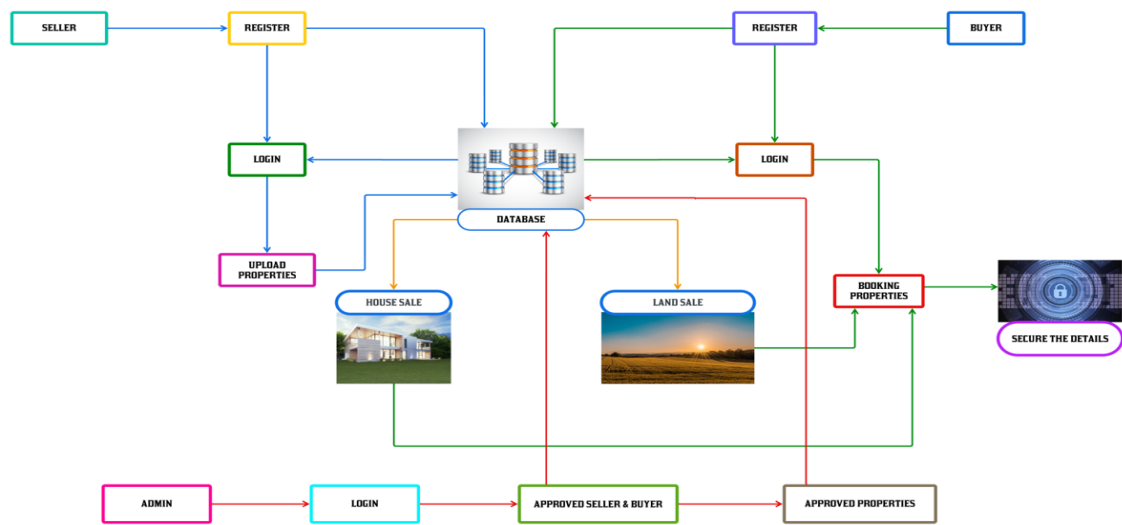 SELLER
REGISTER
REGISTER
BUYER
LOGIN
LOGIN
DATABASE
UPLOAD
PROPERTIES
HOUSE SALE
LAND SALE
BOOKING
PROPERTIES
SECURE THE DETAILS
ADMIN
LOGIN
APPROVED SELLER & BUYER
APPROVED PROPERTIES